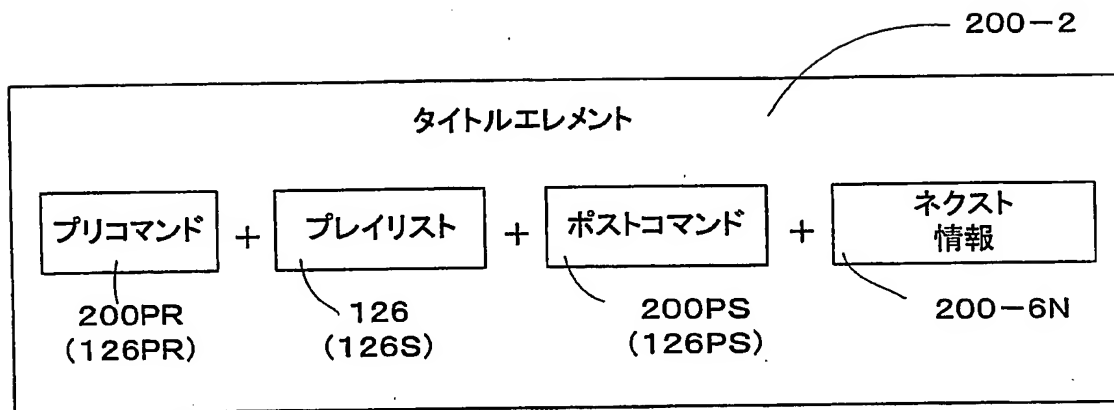 200-2
タイトルエレメント
プリコマンド + プレイリスト + ポストコマンド + ネクスト情報
200PR 126 200PS 200-6N
(126PR) (126S) (126PS)